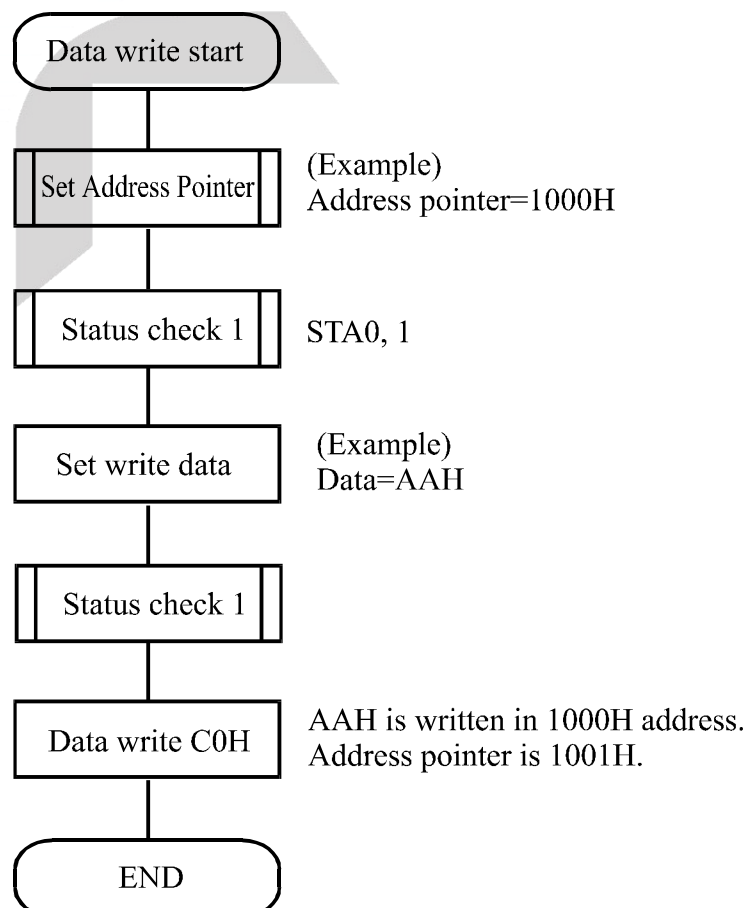 Data write start
Set Address Pointer
(Example)
Address pointer=1000H
Status check 1
STA0, 1
Set write data
(Example)
Data=AAH
Status check 1
Data write C0H
AAH is written in 1000H address.
Address pointer is 1001H.
END